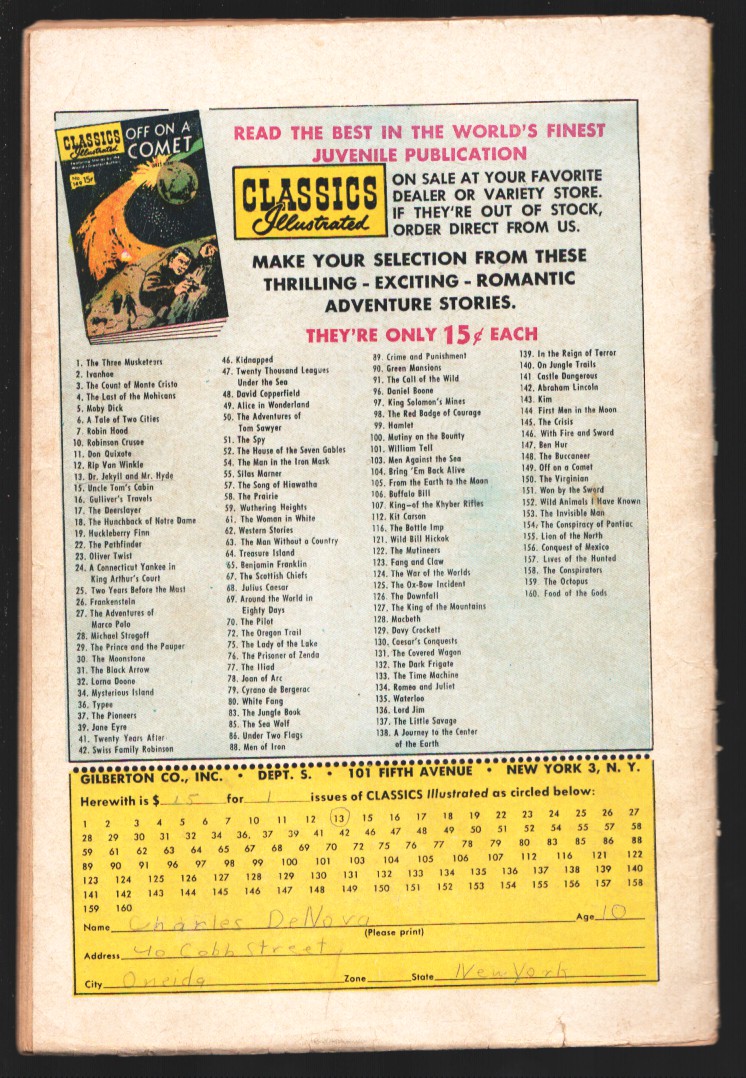 CLASSICS
Illustrated
Featuring Stories by the
World's Greatest Authors
No. 149 15¢
OFF ON A
COMET
READ THE BEST IN THE WORLD'S FINEST
JUVENILE PUBLICATION
CLASSICS
Illustrated
ON SALE AT YOUR FAVORITE
DEALER OR VARIETY STORE.
IF THEY'RE OUT OF STOCK,
ORDER DIRECT FROM US.
MAKE YOUR SELECTION FROM THESE
THRILLING - EXCITING - ROMANTIC
ADVENTURE STORIES.
THEY'RE ONLY 15¢ EACH
1. The Three Musketeers
2. Ivanhoe
3. The Count of Monte Cristo
4. The Last of the Mohicans
5. Moby Dick
6. A Tale of Two Cities
7. Robin Hood
10. Robinson Crusoe
11. Don Quixote
12. Rip Van Winkle
13. Dr. Jekyll and Mr. Hyde
15. Uncle Tom's Cabin
16. Gulliver's Travels
17. The Deerslayer
18. The Hunchback of Notre Dame
19. Huckleberry Finn
22. The Pathfinder
23. Oliver Twist
24. A Connecticut Yankee in
King Arthur's Court
25. Two Years Before the Mast
26. Frankenstein
27. The Adventures of
Marco Polo
28. Michael Strogoff
29. The Prince and the Pauper
30. The Moonstone
31. The Black Arrow
32. Lorna Doone
34. Mysterious Island
36. Typee
37. The Pioneers
39. Jane Eyre
41. Twenty Years After
42. Swiss Family Robinson
46. Kidnapped
47. Twenty Thousand Leagues
Under the Sea
48. David Copperfield
49. Alice in Wonderland
50. The Adventures of
Tom Sawyer
51. The Spy
52. The House of the Seven Gables
54. The Man in the Iron Mask
55. Silas Marner
57. The Song of Hiawatha
58. The Prairie
59. Wuthering Heights
61. The Woman in White
62. Western Stories
63. The Man Without a Country
64. Treasure Island
65. Benjamin Franklin
67. The Scottish Chiefs
68. Julius Caesar
69. Around the World in
Eighty Days
70. The Pilot
72. The Oregon Trail
75. The Lady of the Lake
76. The Prisoner of Zenda
77. The Iliad
78. Joan of Arc
79. Cyrano de Bergerac
80. White Fang
83. The Jungle Book
85. The Sea Wolf
86. Under Two Flags
88. Men of Iron
89. Crime and Punishment
90. Green Mansions
91. The Call of the Wild
96. Daniel Boone
97. King Solomon's Mines
98. The Red Badge of Courage
99. Hamlet
100. Mutiny on the Bounty
101. William Tell
103. Men Against the Sea
104. Bring 'Em Back Alive
105. From the Earth to the Moon
106. Buffalo Bill
107. King—of the Khyber Rifles
112. Kit Carson
116. The Bottle Imp
121. Wild Bill Hickok
122. The Mutineers
123. Fang and Claw
124. The War of the Worlds
125. The Ox-Bow Incident
126. The Downfall
127. The King of the Mountains
128. Macbeth
129. Davy Crockett
130. Caesar's Conquests
131. The Covered Wagon
132. The Dark Frigate
133. The Time Machine
134. Romeo and Juliet
135. Waterloo
136. Lord Jim
137. The Little Savage
138. A Journey to the Center
of the Earth
139. In the Reign of Terror
140. On Jungle Trails
141. Castle Dangerous
142. Abraham Lincoln
143. Kim
144 First Men in the Moon
145. The Crisis
146. With Fire and Sword
147. Ben Hur
148. The Buccaneer
149. Off on a Comet
150. The Virginian
151. Won by the Sword
152. Wild Animals I Have Known
153. The Invisible Man
154. The Conspiracy of Pontiac
155. Lion of the North
156. Conquest of Mexico
157. Lives of the Hunted
158. The Conspirators
159. The Octopus
160. Food of the Gods
GILBERTON CO., INC. • DEPT. S. • 101 FIFTH AVENUE • NEW YORK 3, N. Y.
Herewith is $ 15 for 1 issues of CLASSICS Illustrated as circled below:
1 2 3 4 5 6 7 10 11 12 13 15 16 17 18 19 22 23 24 25 26 27
28 29 30 31 32 34 36. 37 39 41 42 46 47 48 49 50 51 52 54 55 57 58
59 61 62 63 64 65 67 68 69 70 72 75 76 77 78 79 80 83 85 86 88
89 90 91 96 97 98 99 100 101 103 104 105 106 107 112 116 121 122
123 124 125 126 127 128 129 130 131 132 133 134 135 136 137 138 139 140
141 142 143 144 145 146 147 148 149 150 151 152 153 154 155 156 157 158
159 160
Name Charles DeNova Age 10
(Please print)
Address 40 Cobb Street
City Oneida Zone State New York